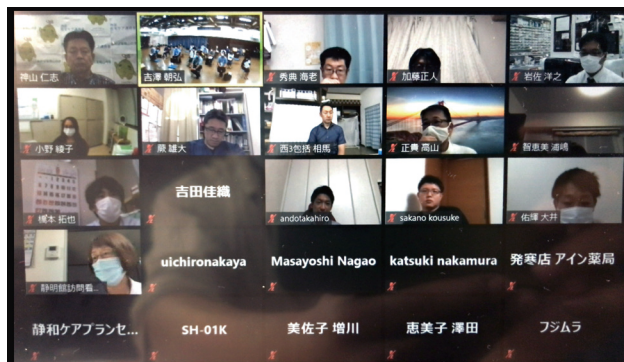 神山 仁志
吉澤 朝弘
秀典 海老
加藤正人
岩佐 洋之
小野 綾子
蔵 雄大
西3包括 相馬
正貴 高山
智恵美 浦嶋
榎本 拓也
吉田佳織
andotakahiro
sakano kousuke
佑輝 大井
静明館訪問看...
uichironakaya
Masayoshi Nagao
katsuki nakamura
発寒店 アイン薬局
静和ケアプランセ...
SH-01K
美佐子 増川
恵美子 澤田
フジムラ